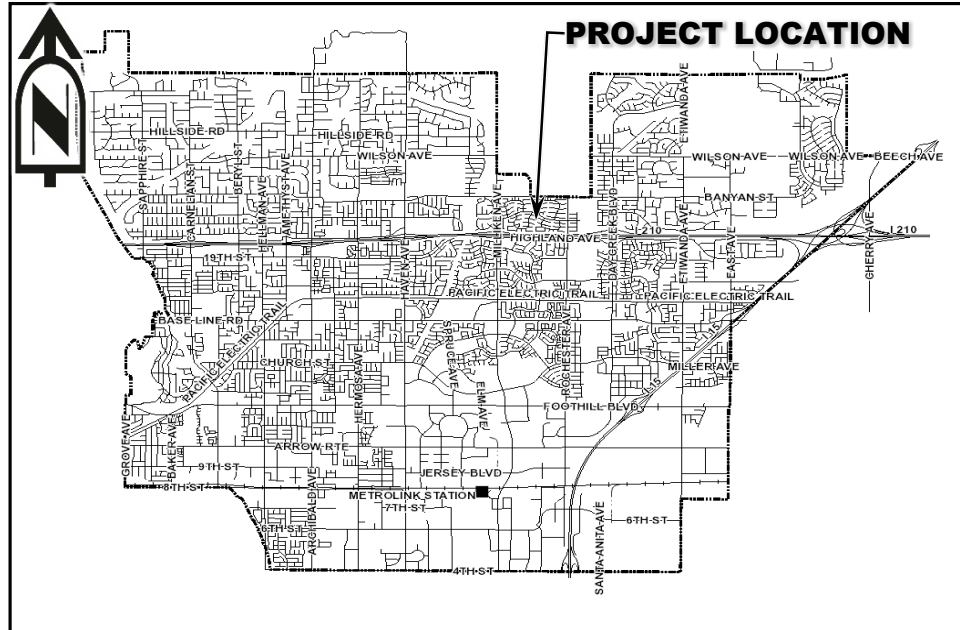 PROJECT LOCATION
N
HILLSIDE RD
HILLSIDE RD
WILSON AVE
WILSON AVE
WILSON AVE
BEECH AVE
ETIWANDA AVE
SAPPHIRE ST
CARNELIAN ST
BERYL ST
HELLMAN AVE
AMETHYST AVE
MILLIKEN AVE
BANYAN ST
DAY CREEK BLVD
ETIWANDA AVE
EAST AVE
CHERRY AVE
HIGHLAND AVE
I 210
I 210
19TH ST
HAVEN AVE
PACIFIC ELECTRIC TRAIL
PACIFIC ELECTRIC TRAIL
BASE LINE RD
PACIFIC ELECTRIC TRAIL
SPRUCE AVE
ROCHESTER AVE
I 15
I 15
CHURCH ST
HERMOSA AVE
MILLER AVE
ELM AVE
FOOTHILL BLVD
GROVE AVE
BAKER AVE
ARROW RTE
9TH ST
JERSEY BLVD
8TH ST
METROLINK STATION
7TH ST
ARCHIBALD AVE
6TH ST
6TH ST
SANTA ANITA AVE
4TH ST